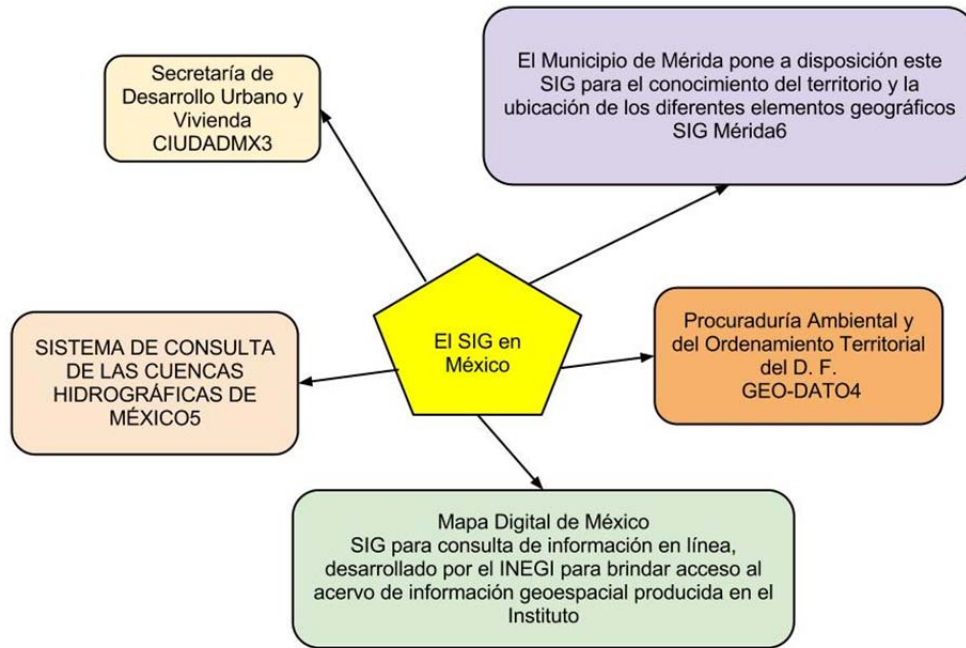 Secretaría de
Desarrollo Urbano y
Vivienda
CIUDADMX3
El Municipio de Mérida pone a disposición este
SIG para el conocimiento del territorio y la
ubicación de los diferentes elementos geográficos
SIG Mérida6
El SIG en
México
SISTEMA DE CONSULTA
DE LAS CUENCAS
HIDROGRÁFICAS DE
MÉXICO5
Procuraduría Ambiental y
del Ordenamiento Territorial
del D. F.
GEO-DATO4
Mapa Digital de México
SIG para consulta de información en línea,
desarrollado por el INEGI para brindar acceso al
acervo de información geoespacial producida en el
Instituto